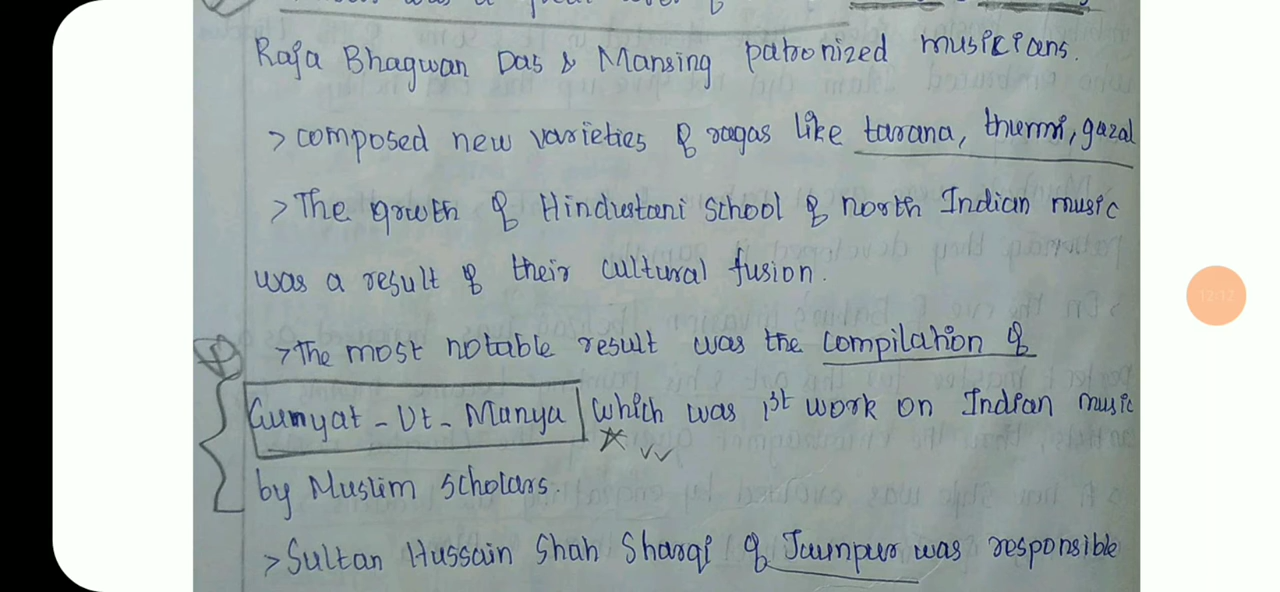 Raja Bhagwan Das & Mansing patronized musicians.
> composed new varieties of ragas like tarana, thumri, gazal
> The growth of Hindustani School of north Indian music
was a result of their cultural fusion.
> The most notable result was the compilation of
Gumyat - Ut - Munya which was 1st work on Indian music
by Muslim scholars.
> Sultan Hussain Shah Sharqi of Jaunpur was responsible
12:12